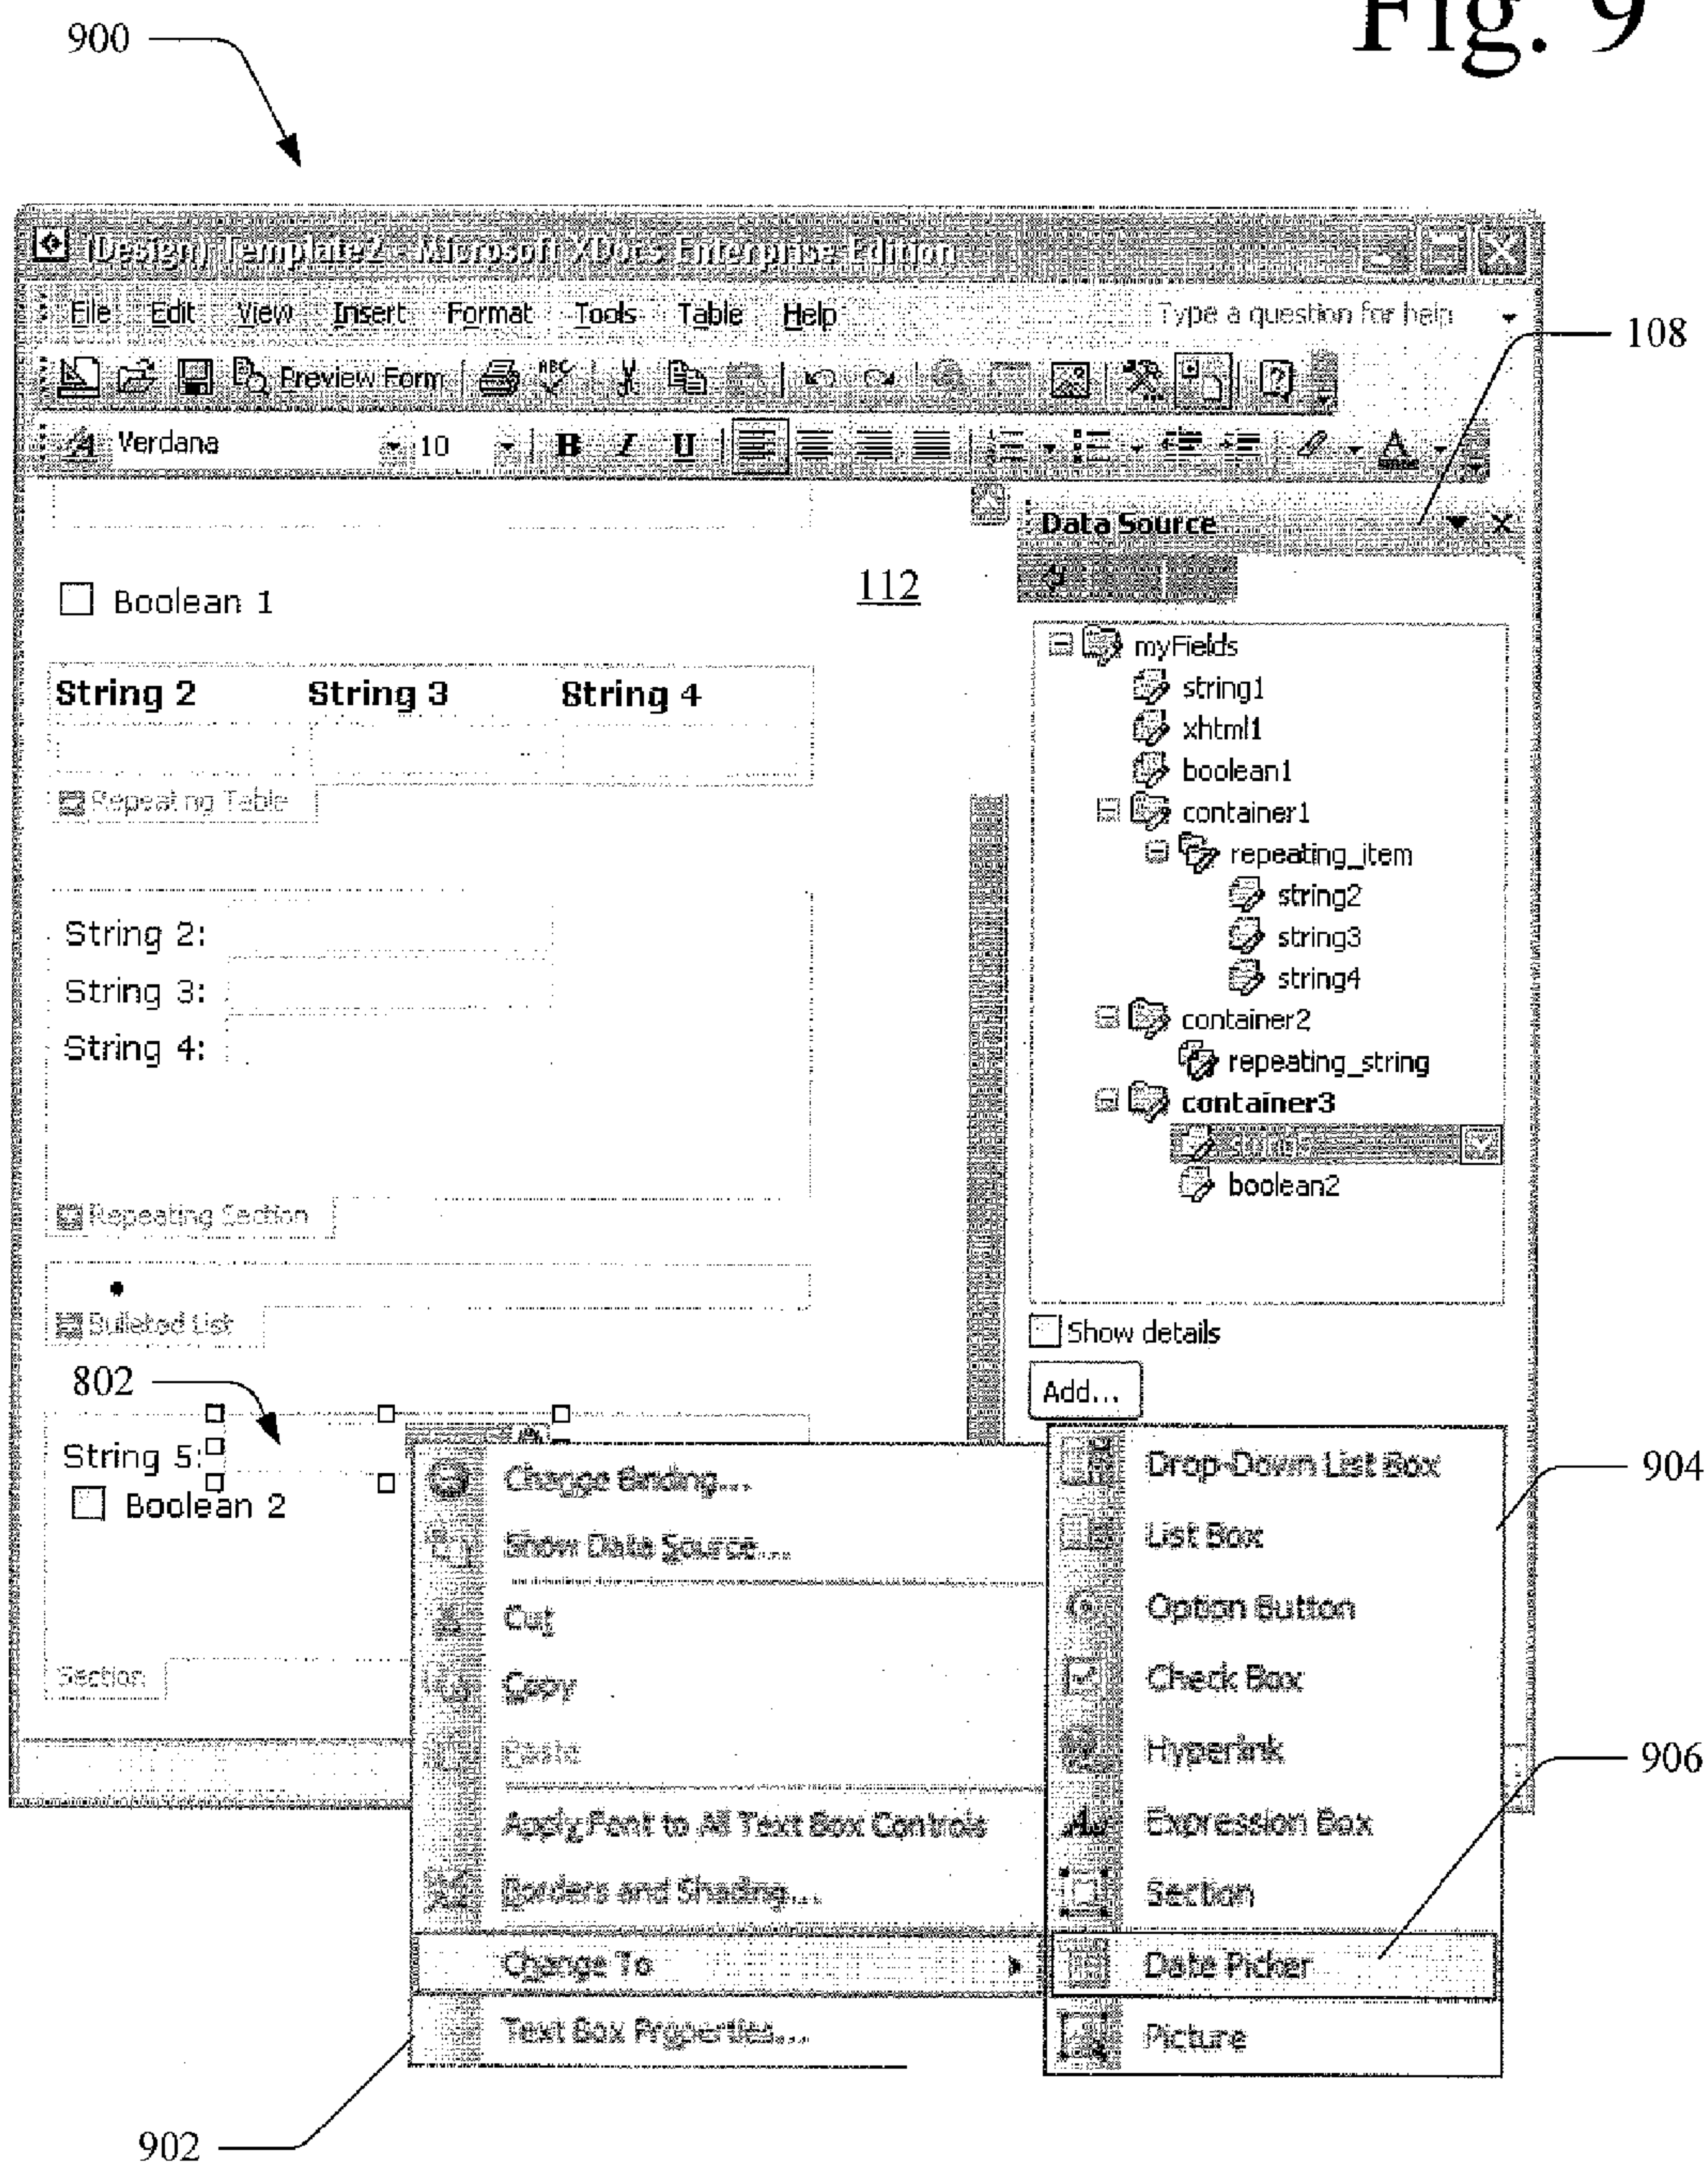 Fig. 9
900
(Design) Template2 - Microsoft XDocs Enterprise Edition
File Edit View Insert Format Tools Table Help Type a question for help
108
Preview Form ABC
Verdana 10 B I U A
Data Source
112
Boolean 1
String 2 String 3 String 4
Repeating Table
String 2:
String 3:
String 4:
Repeating Section
Bulleted List
802
String 5:
Boolean 2
Section
myFields
string1
xhtml1
boolean1
container1
repeating_item
string2
string3
string4
container2
repeating_string
container3
string5
boolean2
Show details
Add...
Change Binding...
Show Data Source...
Cut
Copy
Paste
Apply Font to All Text Box Controls
Borders and Shading...
Change To
Text Box Properties...
Drop-Down List Box
List Box
Option Button
Check Box
Hyperlink
Expression Box
Section
Date Picker
Picture
904
906
902